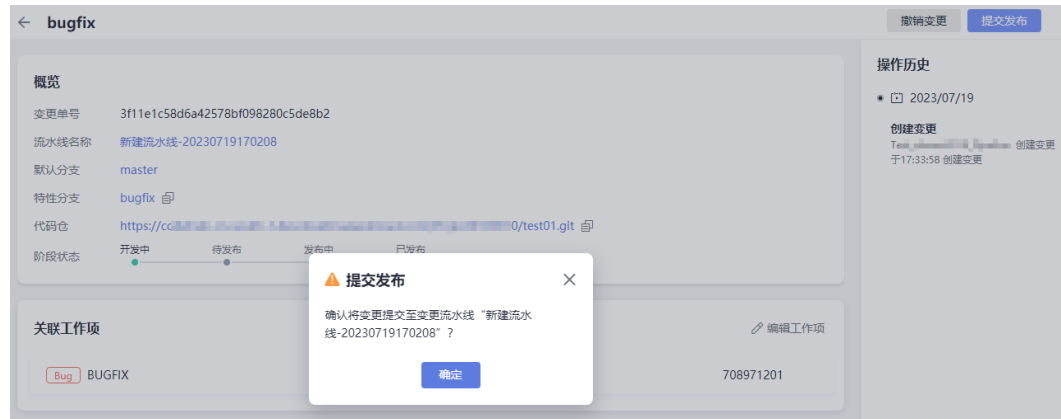 bugfix
撤销变更 提交发布
概览
变更单号 3f11e1c58d6a42578bf098280c5de8b2
流水线名称 新建流水线-20230719170208
默认分支 master
特性分支 bugfix
代码仓 https://co 0/test01.git
阶段状态 开发中 待发布 发布中 已发布
关联工作项 编辑工作项
Bug BUGFIX 708971201
提交发布
确认将变更提交至变更流水线“新建流水
线-20230719170208”?
确定
操作历史
2023/07/19
创建变更
创建变更
于17:33:58 创建变更